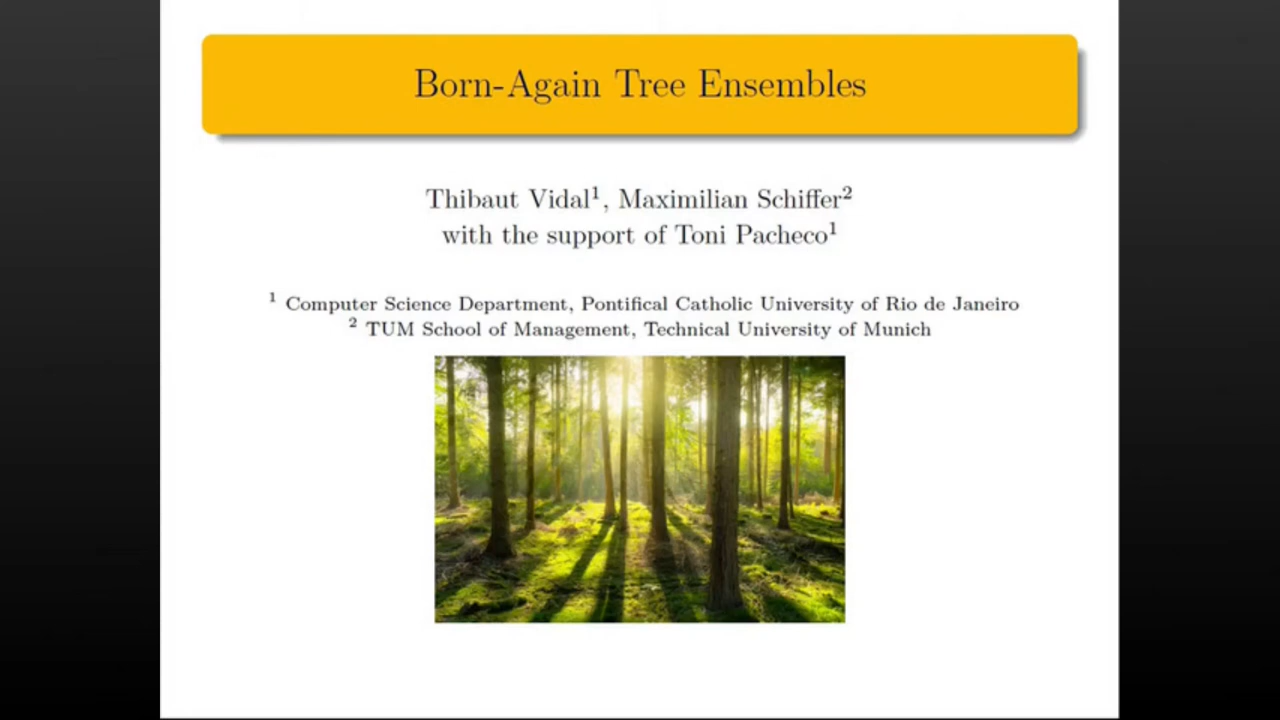 Born-Again Tree Ensembles
Thibaut Vidal¹, Maximilian Schiffer²
with the support of Toni Pacheco¹
¹ Computer Science Department, Pontifical Catholic University of Rio de Janeiro
² TUM School of Management, Technical University of Munich